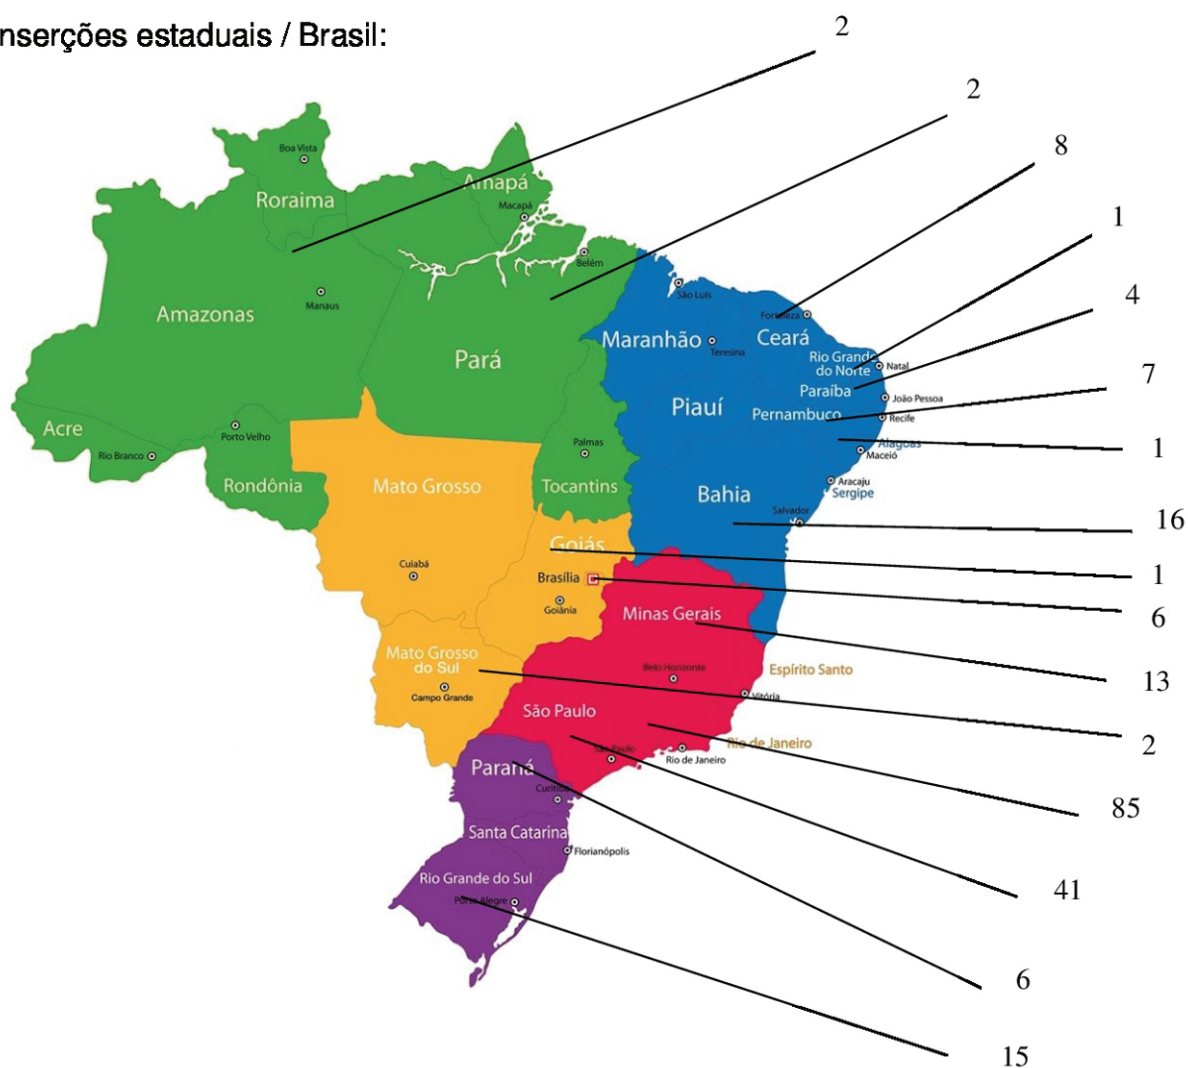 nserções estaduais / Brasil:
2
2
8
1
4
7
1
16
1
6
13
2
85
41
6
15
Boa Vista
Roraima
Amapá
Macapá
Belém
Manaus
Amazonas
Pará
Acre
Rio Branco
Porto Velho
Rondônia
Palmas
Tocantins
São Luís
Maranhão
Teresina
Fortaleza
Ceará
Rio Grande
do Norte
Natal
Paraíba
João Pessoa
Piauí
Pernambuco
Recife
Alagoas
Maceió
Aracaju
Sergipe
Bahia
Salvador
Mato Grosso
Cuiabá
Goiás
Brasília
Goiânia
Mato Grosso
do Sul
Campo Grande
Minas Gerais
Belo Horizonte
Espírito Santo
Vitória
São Paulo
São Paulo
Rio de Janeiro
Rio de Janeiro
Paraná
Curitiba
Santa Catarina
Florianópolis
Rio Grande do Sul
Porto Alegre